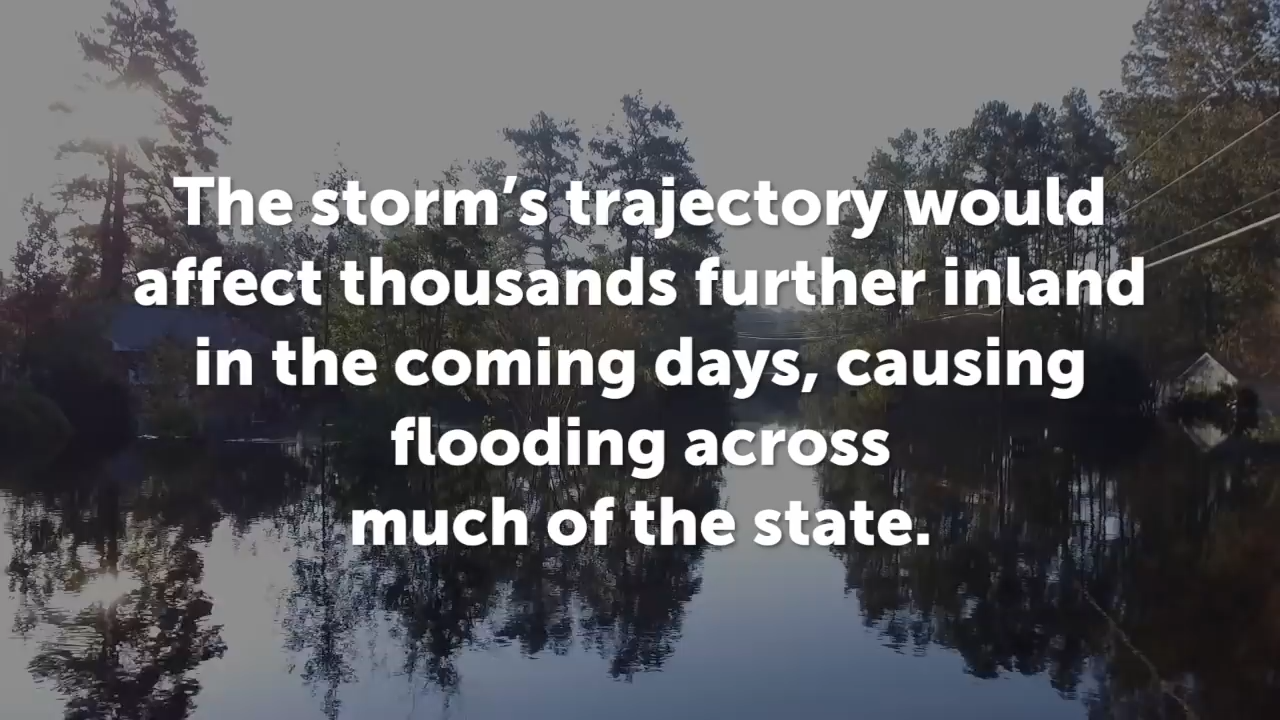 The storm’s trajectory would
affect thousands further inland
in the coming days, causing
flooding across
much of the state.